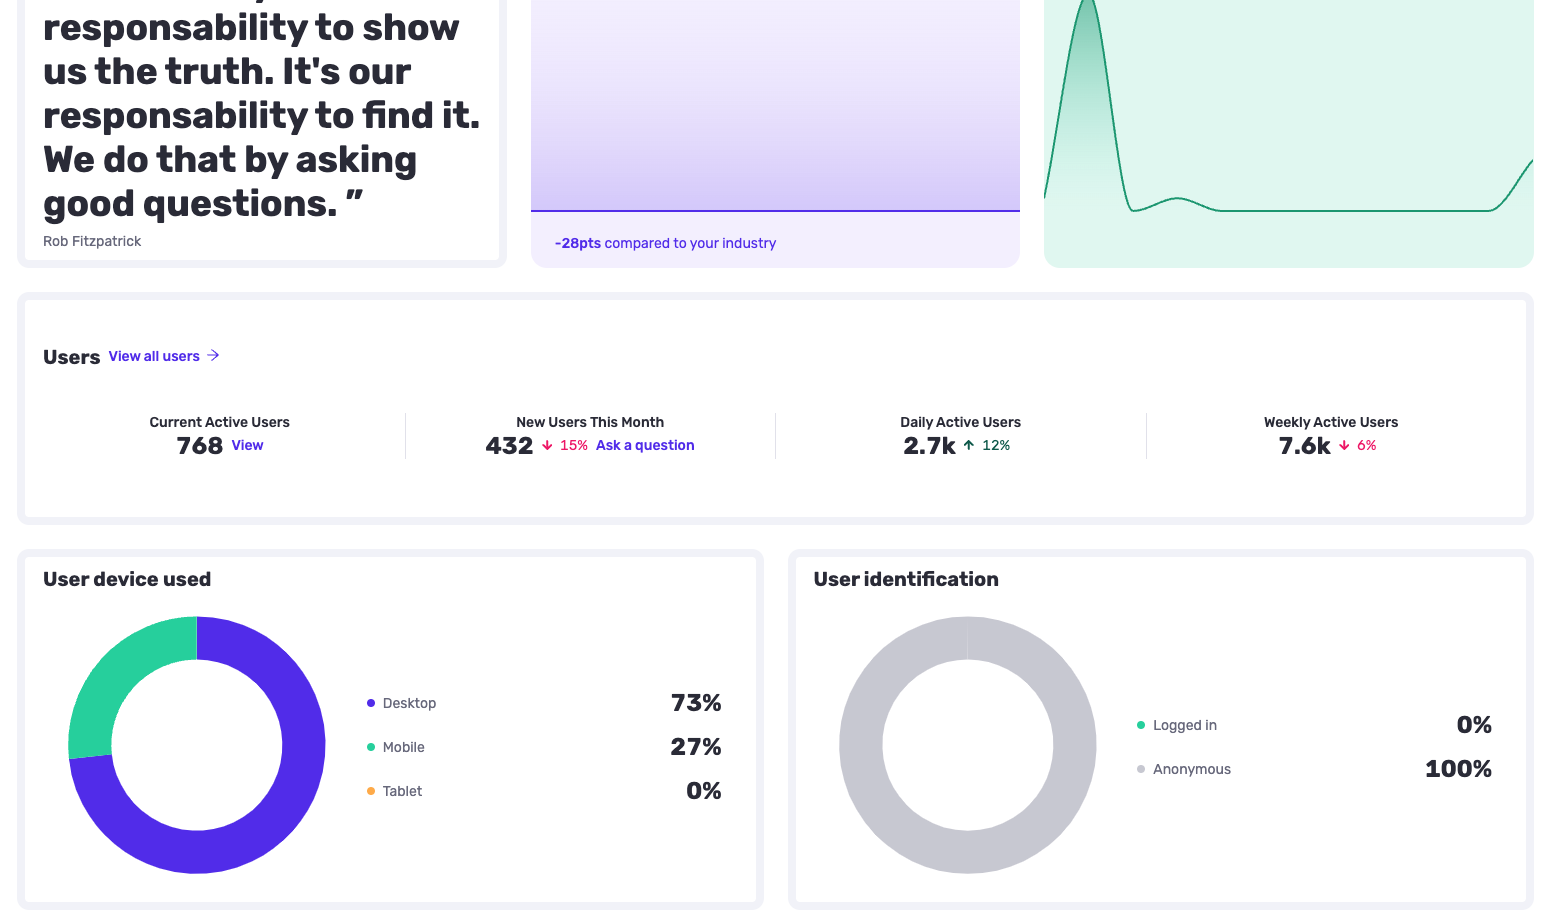 responsability to show
us the truth. It's our
responsability to find it.
We do that by asking
good questions. ”
Rob Fitzpatrick
-28pts compared to your industry
Users View all users →
Current Active Users
768 View
New Users This Month
432 ↓ 15% Ask a question
Daily Active Users
2.7k ↑ 12%
Weekly Active Users
7.6k ↓ 6%
User device used
Desktop 73%
Mobile 27%
Tablet 0%
User identification
Logged in 0%
Anonymous 100%